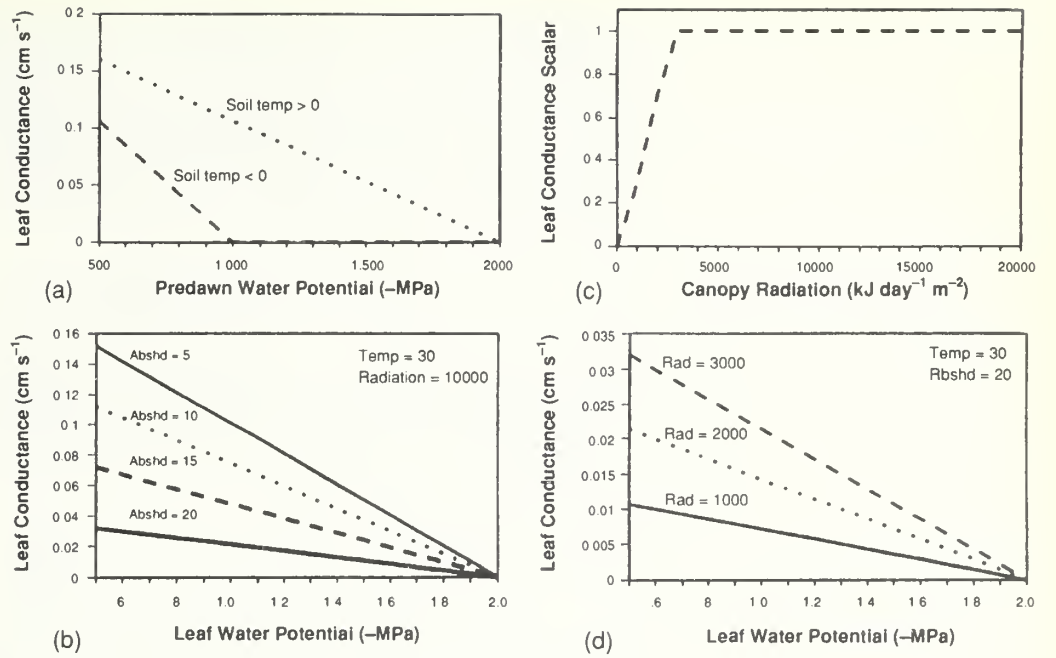 Leaf Conductance (cm s⁻¹)
0 2
0 15
0.1
0 05
0
Soil temp > 0
Soil temp < 0
500
1 000
1.500
2000
(a)
Predawn Water Potential (–MPa)
Leaf Conductance Scalar
1
0 8
0 6
0 4
0 2
0
0
5000
10000
15000
20000
(c)
Canopy Radiation (kJ day⁻¹ m⁻²)
Leaf Conductance (cm s⁻¹)
0.16
0.14
0 12
0.1
0 08
0.06
0.04
0 02
0
Abshd = 5
Abshd = 10
Abshd = 15
Abshd = 20
Temp = 30
Radiation = 10000
.6
8
1.0
1 2
1 4
1 6
1 8
2.0
(b)
Leaf Water Potential (–MPa)
Leaf Conductance (cm s⁻¹)
0.035
0 03
0 025
0 02
0 015
0 01
0 005
0
Rad = 3000
Rad = 2000
Rad = 1000
Temp = 30
Rbshd = 20
.6
.8
1.0
1 2
1 4
1 6
1 8
2.0
(d)
Leaf Water Potential (–MPa)